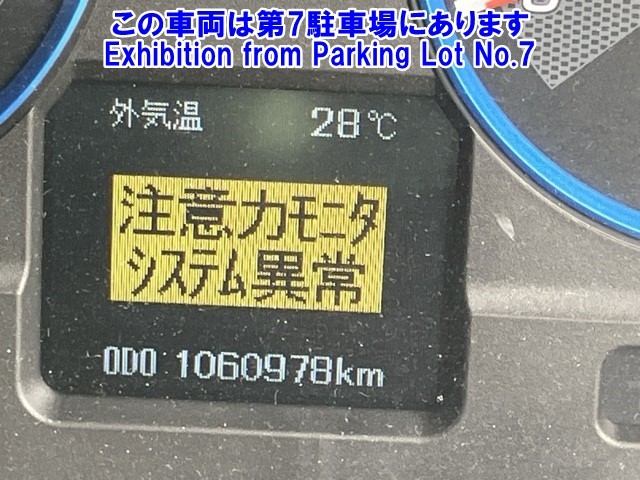 この車両は第7駐車場にあります
Exhibition from Parking Lot No.7
外気温 28℃
注意力モニタ
システム異常
ODO 1060978km